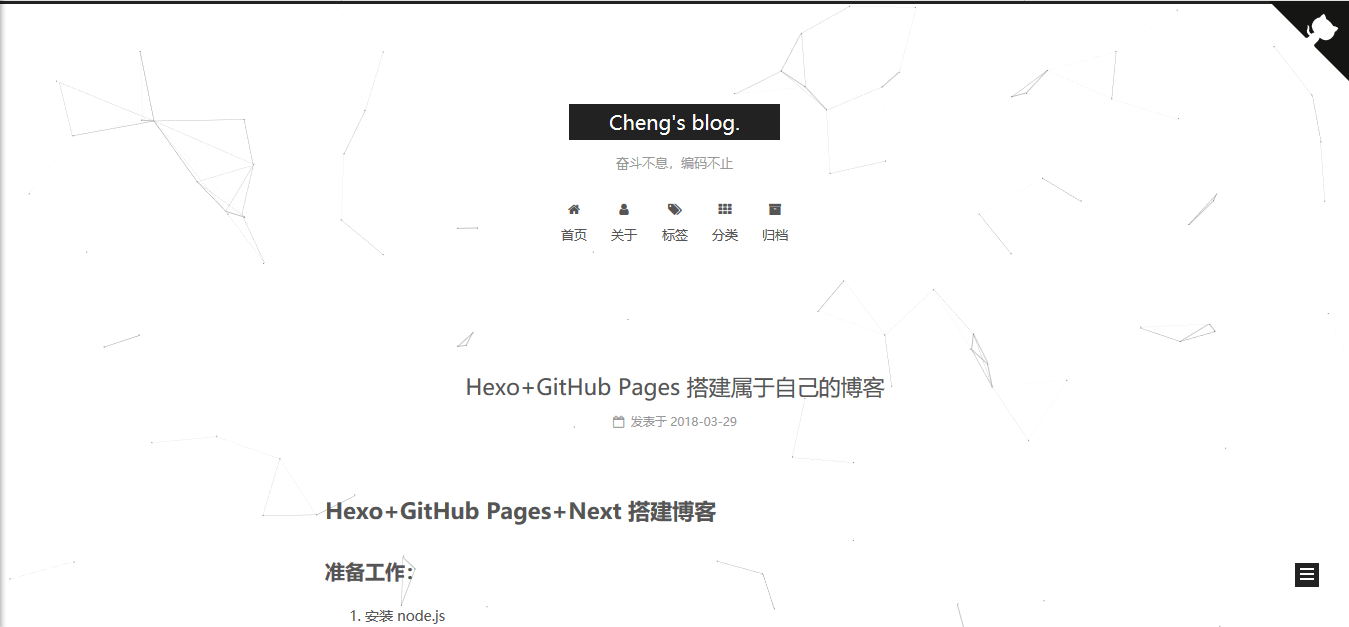 Cheng's blog.
奋斗不息，编码不止
首页 关于 标签 分类 归档
Hexo+GitHub Pages 搭建属于自己的博客
发表于 2018-03-29
Hexo+GitHub Pages+Next 搭建博客
准备工作：
1. 安装 node.js